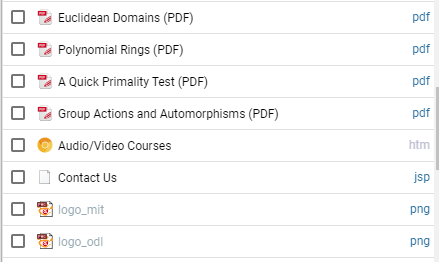 Euclidean Domains (PDF) pdf
Polynomial Rings (PDF) pdf
A Quick Primality Test (PDF) pdf
Group Actions and Automorphisms (PDF) pdf
Audio/Video Courses htm
Contact Us jsp
logo_mit png
logo_odl png